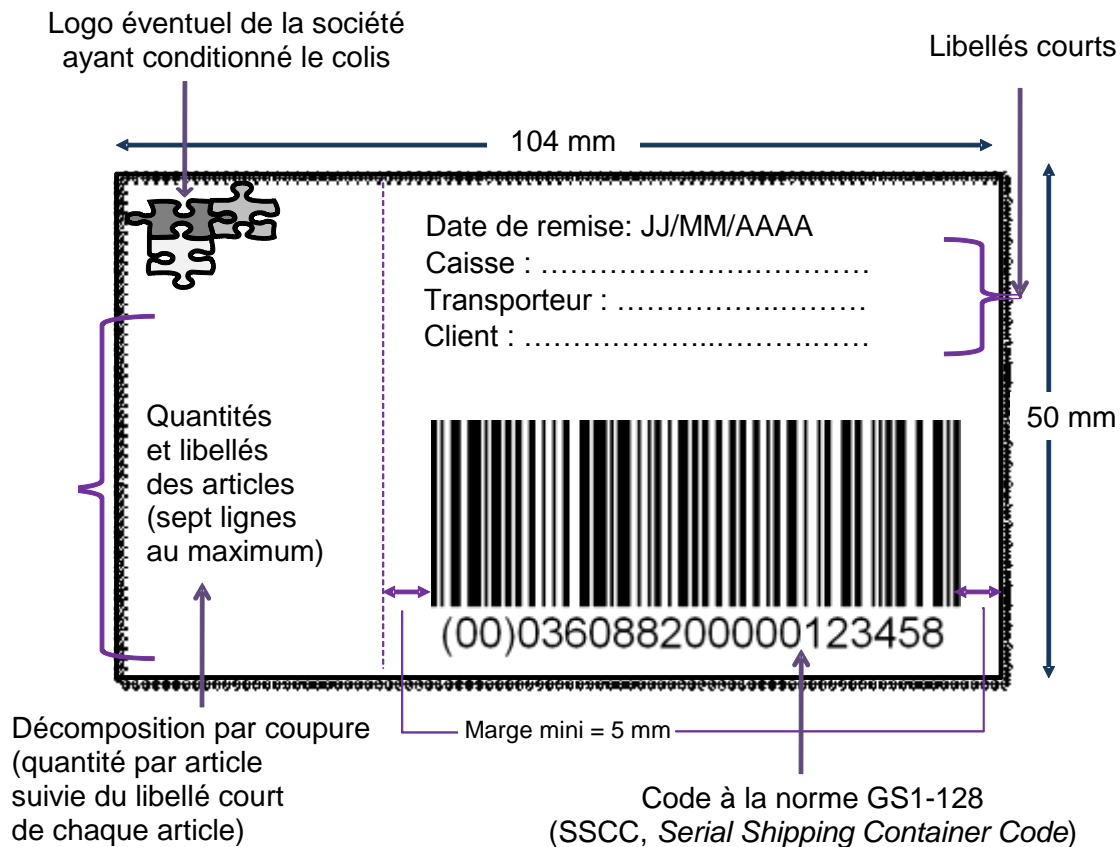 Logo éventuel de la société
ayant conditionné le colis
Libellés courts
104 mm
Date de remise: JJ/MM/AAAA
Caisse : ……………………..…………
Transporteur : ………………..………
Client : …………………..………..……
50 mm
Quantités
et libellés
des articles
(sept lignes
au maximum)
(00)036088200000123458
Marge mini = 5 mm
Décomposition par coupure
(quantité par article
suivie du libellé court
de chaque article)
Code à la norme GS1-128
(SSCC, Serial Shipping Container Code)